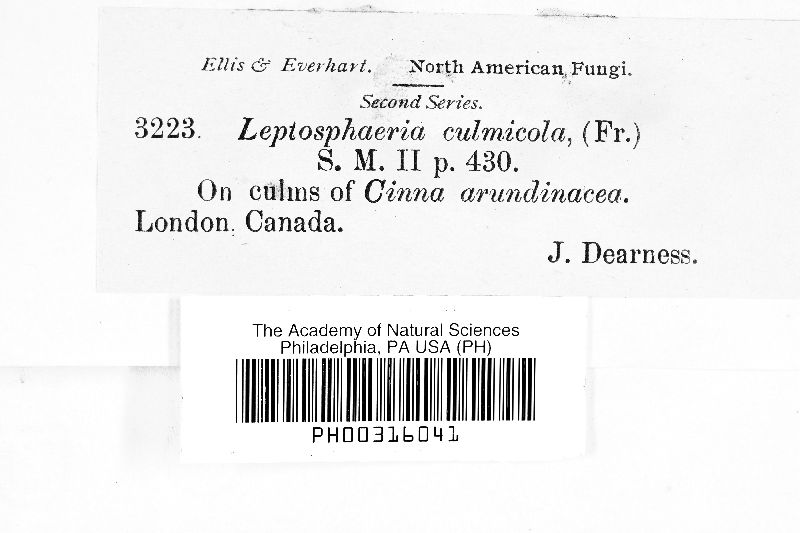 Ellis & Everhart. North American Fungi.
Second Series.
3223. Leptosphaeria culmicola, (Fr.)
S. M. II p. 430.
On culms of Cinna arundinacea.
London, Canada.
J. Dearness.
The Academy of Natural Sciences
Philadelphia, PA USA (PH)
PH00316041